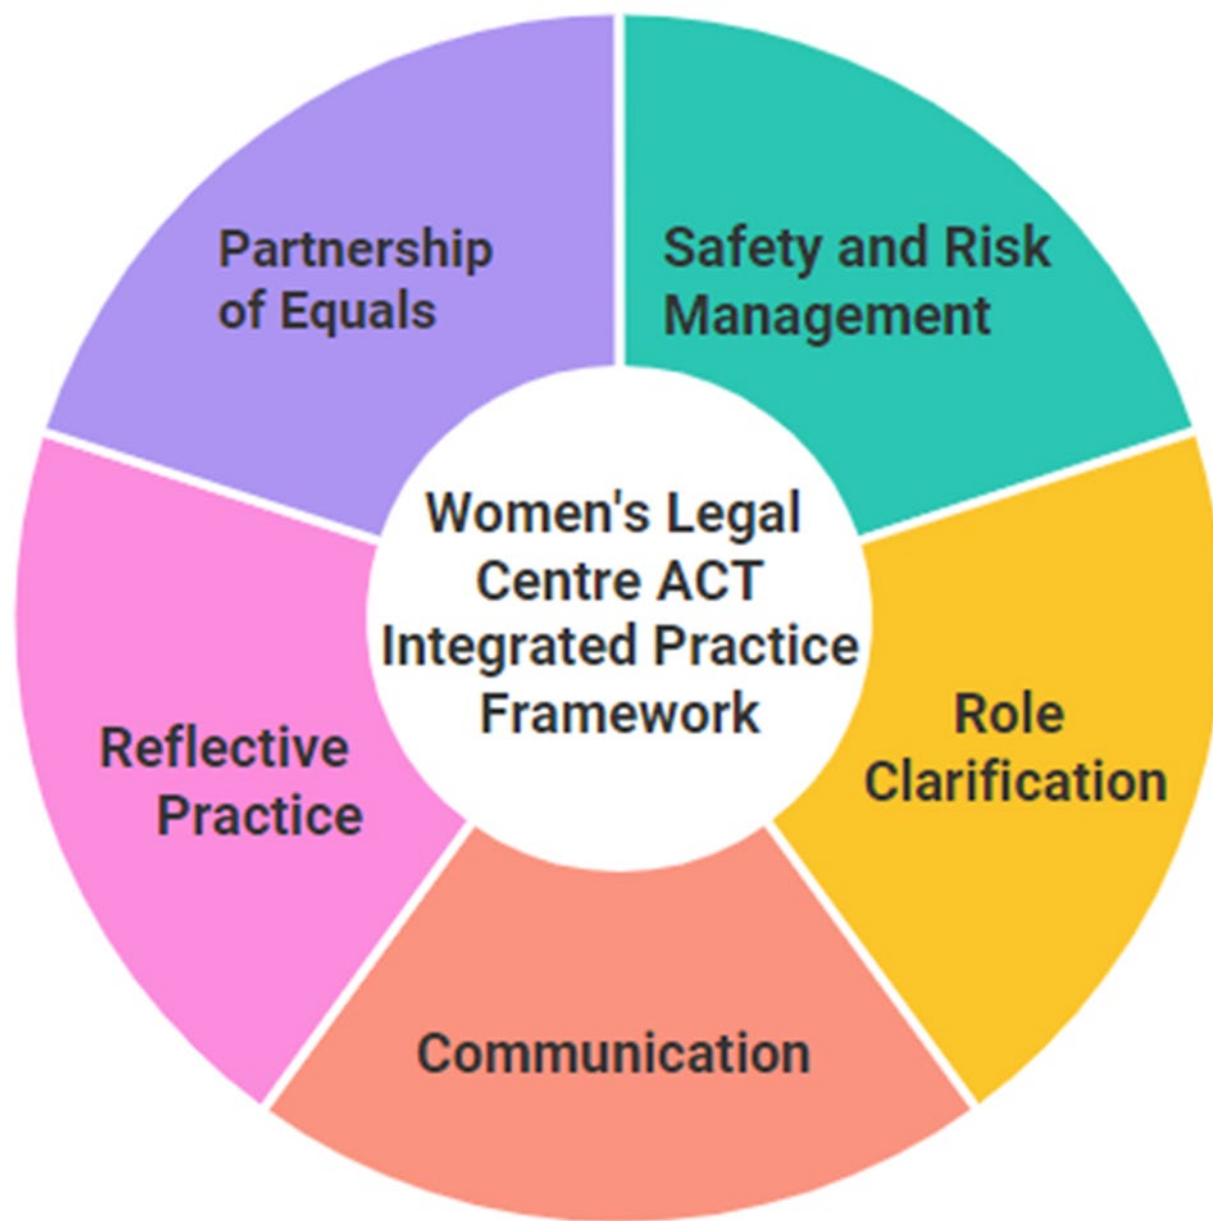 Partnership
of Equals
Safety and Risk
Management
Women's Legal
Centre ACT
Integrated Practice
Framework
Role
Clarification
Reflective
Practice
Communication